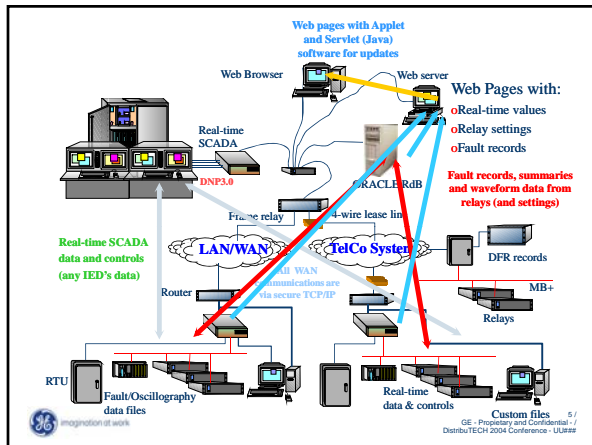 Web pages with Applet
and Servlet (Java)
software for updates
Web Browser
Web server
Web Pages with:
oReal-time values
oRelay settings
oFault records
Real-time
SCADA
DNP3.0
ORACLE RdB
Fault records, summaries
and waveform data from
relays (and settings)
Frame relay
4-wire lease lin
Real-time SCADA
data and controls
(any IED's data)
LAN/WAN
TelCo System
DFR records
All WAN
communications are
via secure TCP/IP
Router
MB+
Relays
RTU
Fault/Oscillography
data files
Real-time
data & controls
Custom files
imagination at work
5 /
GE - Propietary and Confidential - /
DistribuTECH 2004 Conference - UU###